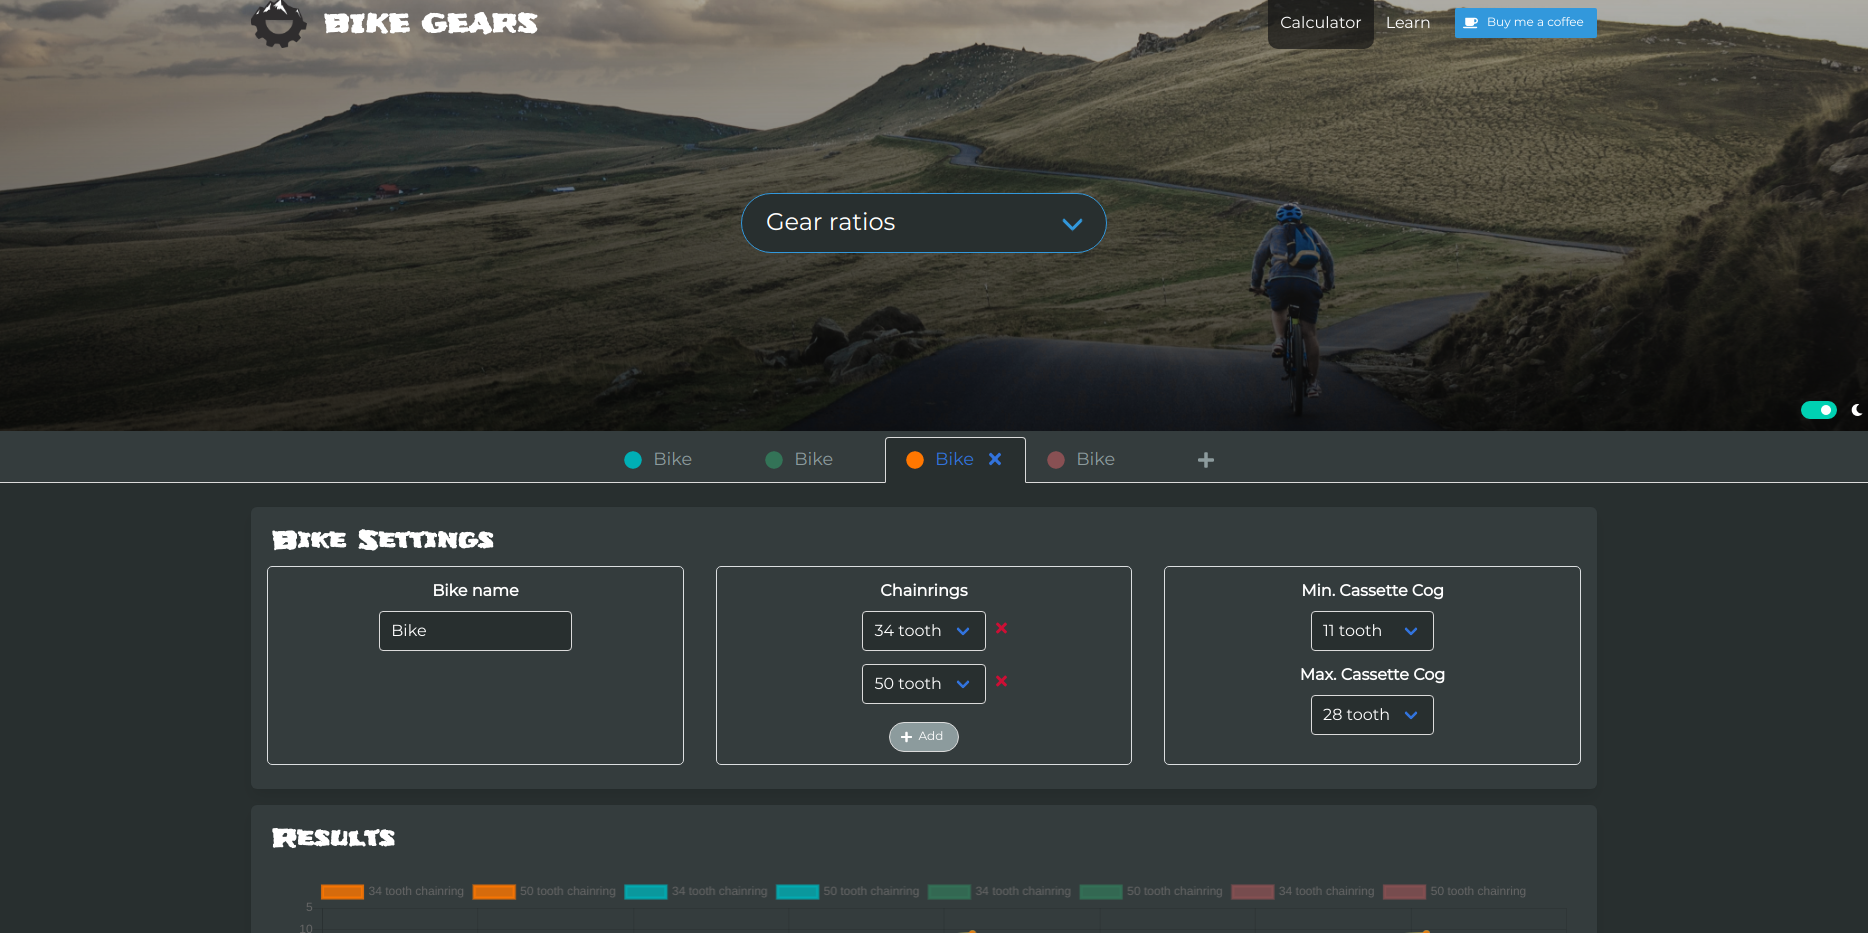 BIKE GEARS
Calculator Learn Buy me a coffee
Gear ratios
Bike Bike Bike Bike
BIKE SETTINGS
Bike name
Bike
Chainrings
34 tooth
50 tooth
Add
Min. Cassette Cog
11 tooth
Max. Cassette Cog
28 tooth
RESULTS
34 tooth chainring 50 tooth chainring 34 tooth chainring 50 tooth chainring 34 tooth chainring 50 tooth chainring 34 tooth chainring 50 tooth chainring
5
10